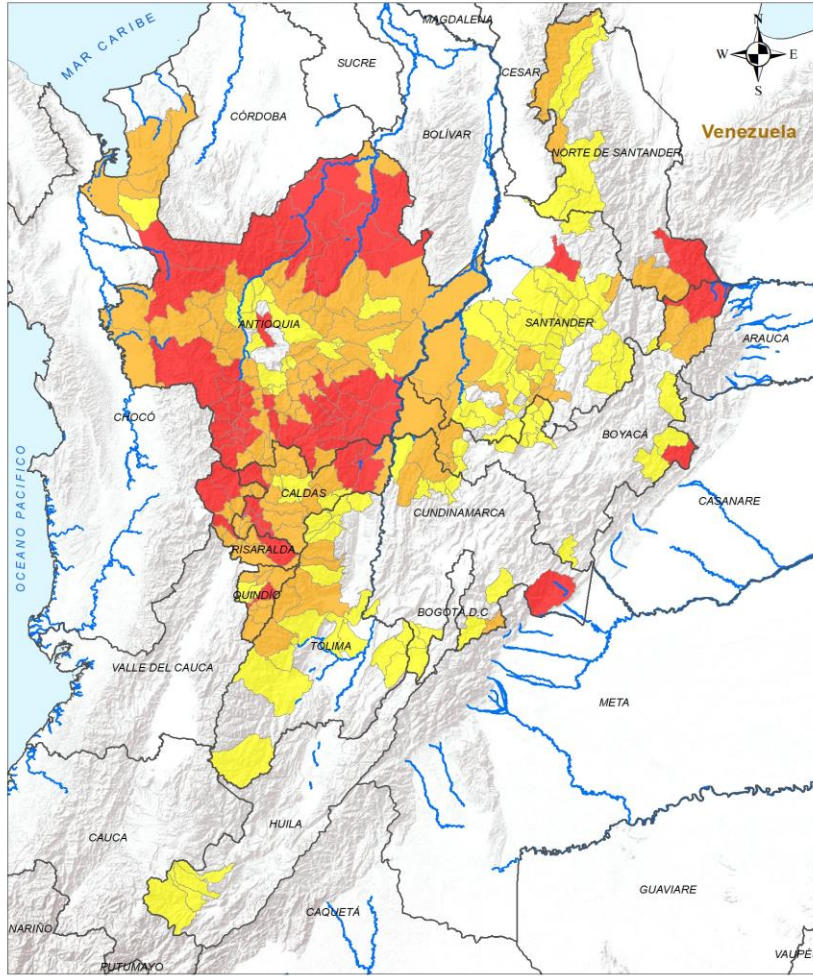 MAGDALENA
N
MAR CARIBE
SUCRE
CESAR
W
E
S
CÓRDOBA
BOLÍVAR
Venezuela
NORTE DE SANTANDER
ANTIOQUIA
SANTANDER
ARAUCA
CHOCÓ
BOYACÁ
OCEANO PACIFICO
CALDAS
CASANARE
CUNDINAMARCA
RISARALDA
QUINDÍO
BOGOTÁ D.C
TOLIMA
VALLE DEL CAUCA
META
HUILA
CAUCA
GUAVIARE
CAQUETÁ
NARIÑO
VAUPÉ
PUTUMAYO